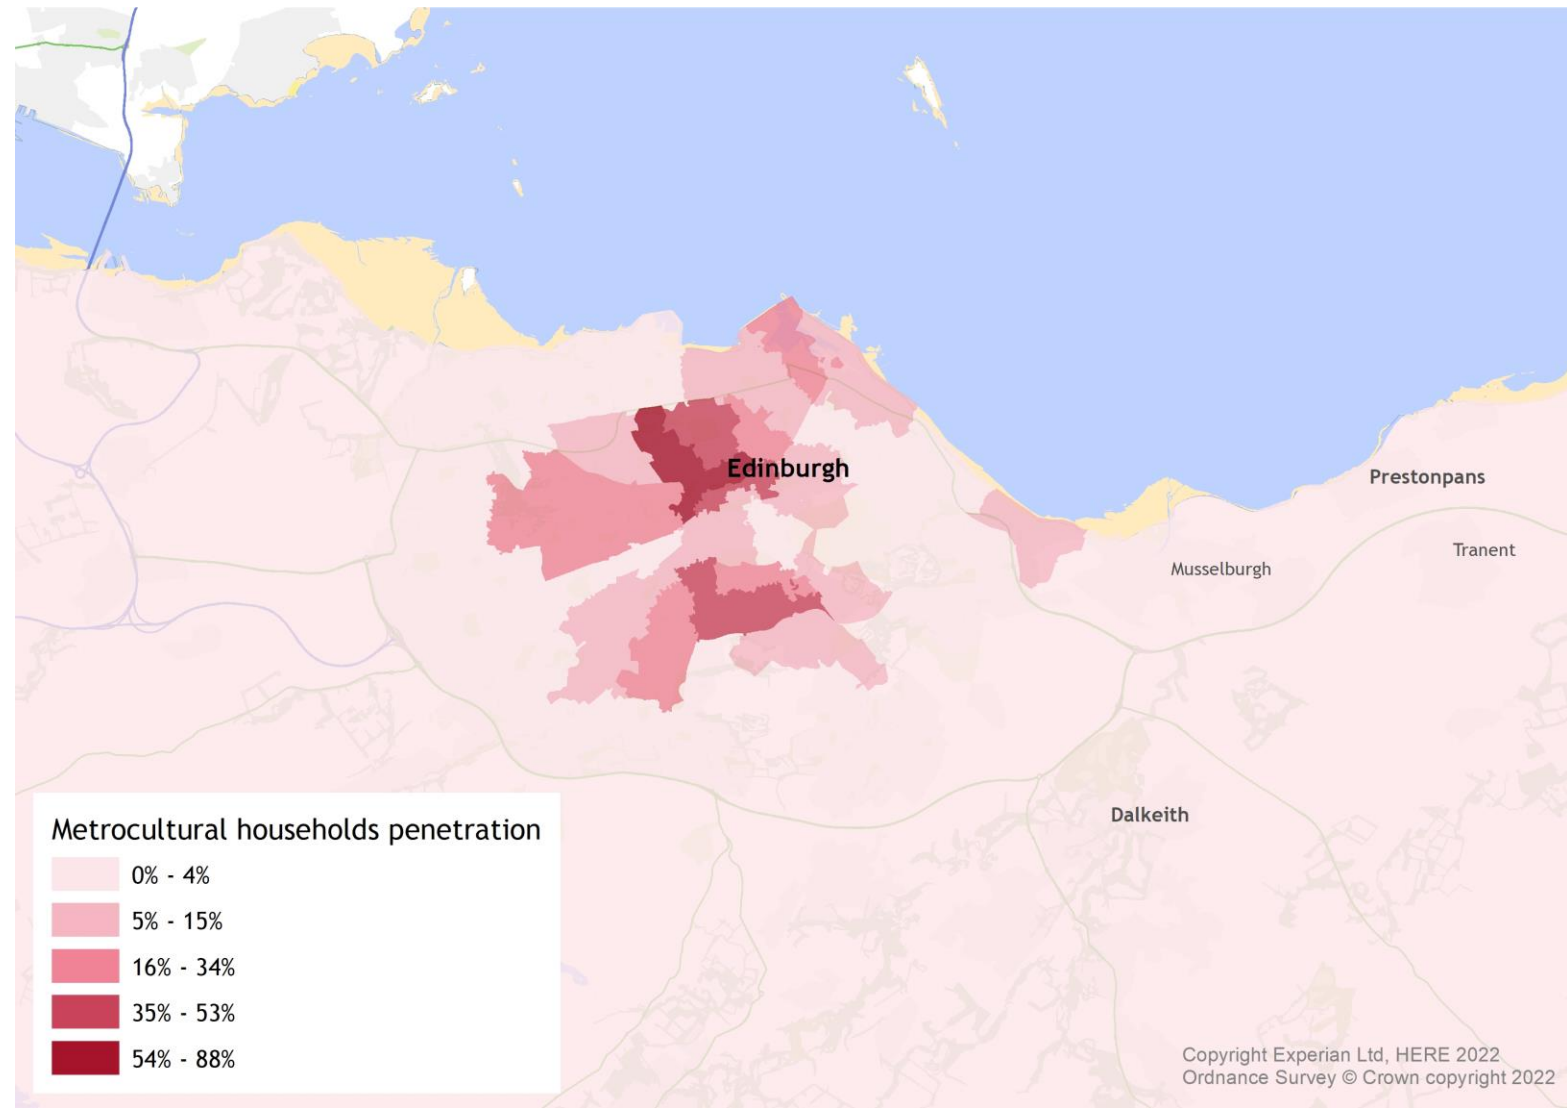 Edinburgh
Prestonpans
Tranent
Musselburgh
Dalkeith
Metrocultural households penetration
0% - 4%
5% - 15%
16% - 34%
35% - 53%
54% - 88%
Copyright Experian Ltd, HERE 2022
Ordnance Survey © Crown copyright 2022